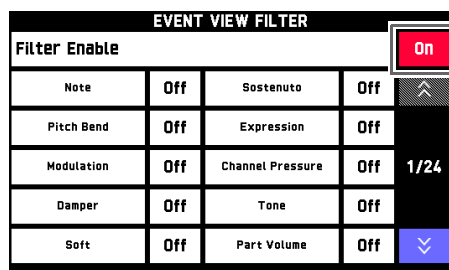 EVENT VIEW FILTER
Filter Enable On
Note Off Sostenuto Off
Pitch Bend Off Expression Off
Modulation Off Channel Pressure Off 1/24
Damper Off Tone Off
Soft Off Part Volume Off